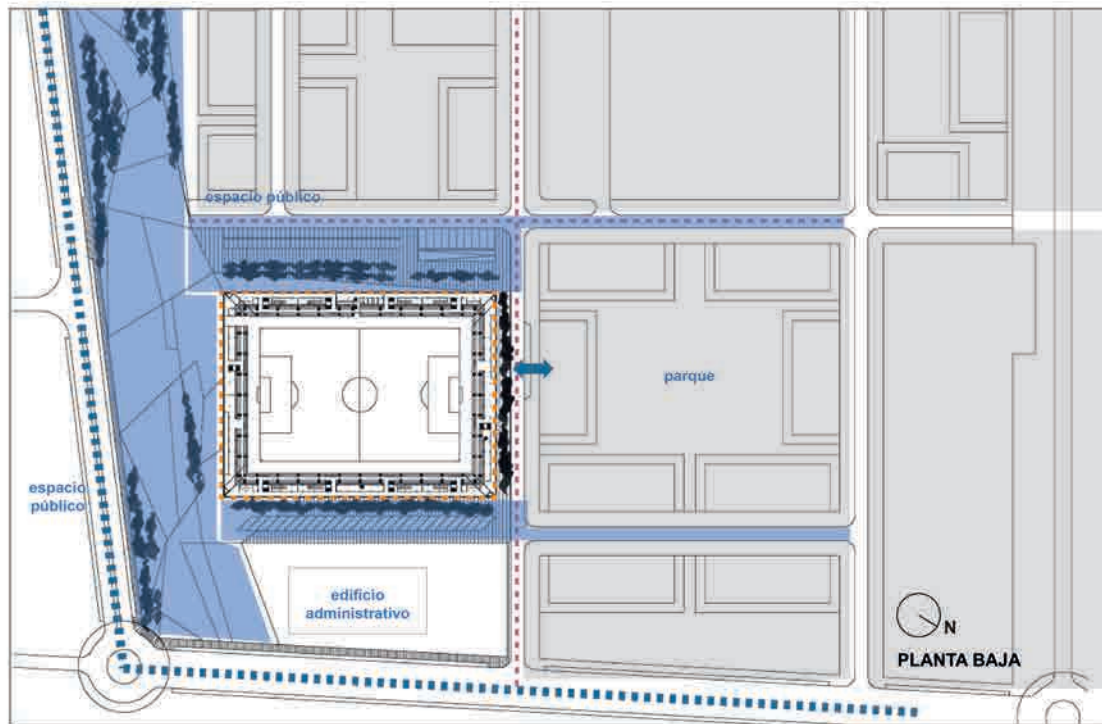 espacio público
parque
espacio
público
edificio
administrativo
N
PLANTA BAJA